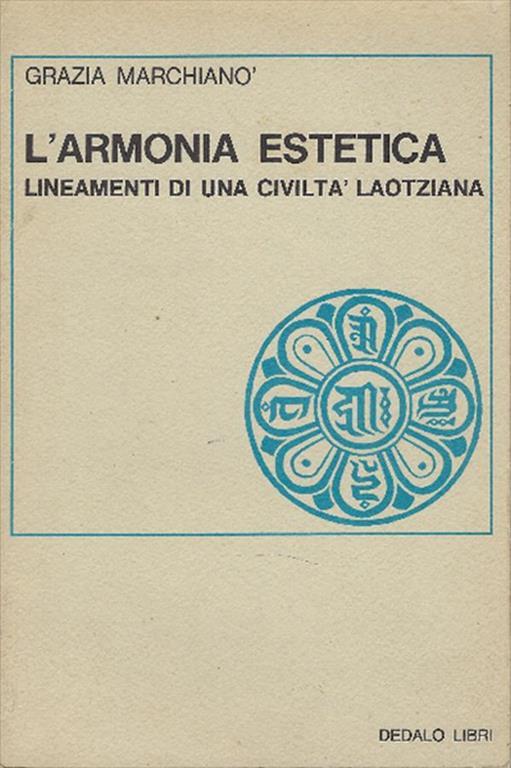 GRAZIA MARCHIANO'
L'ARMONIA ESTETICA
LINEAMENTI DI UNA CIVILTA' LAOTZIANA
DEDALO LIBRI